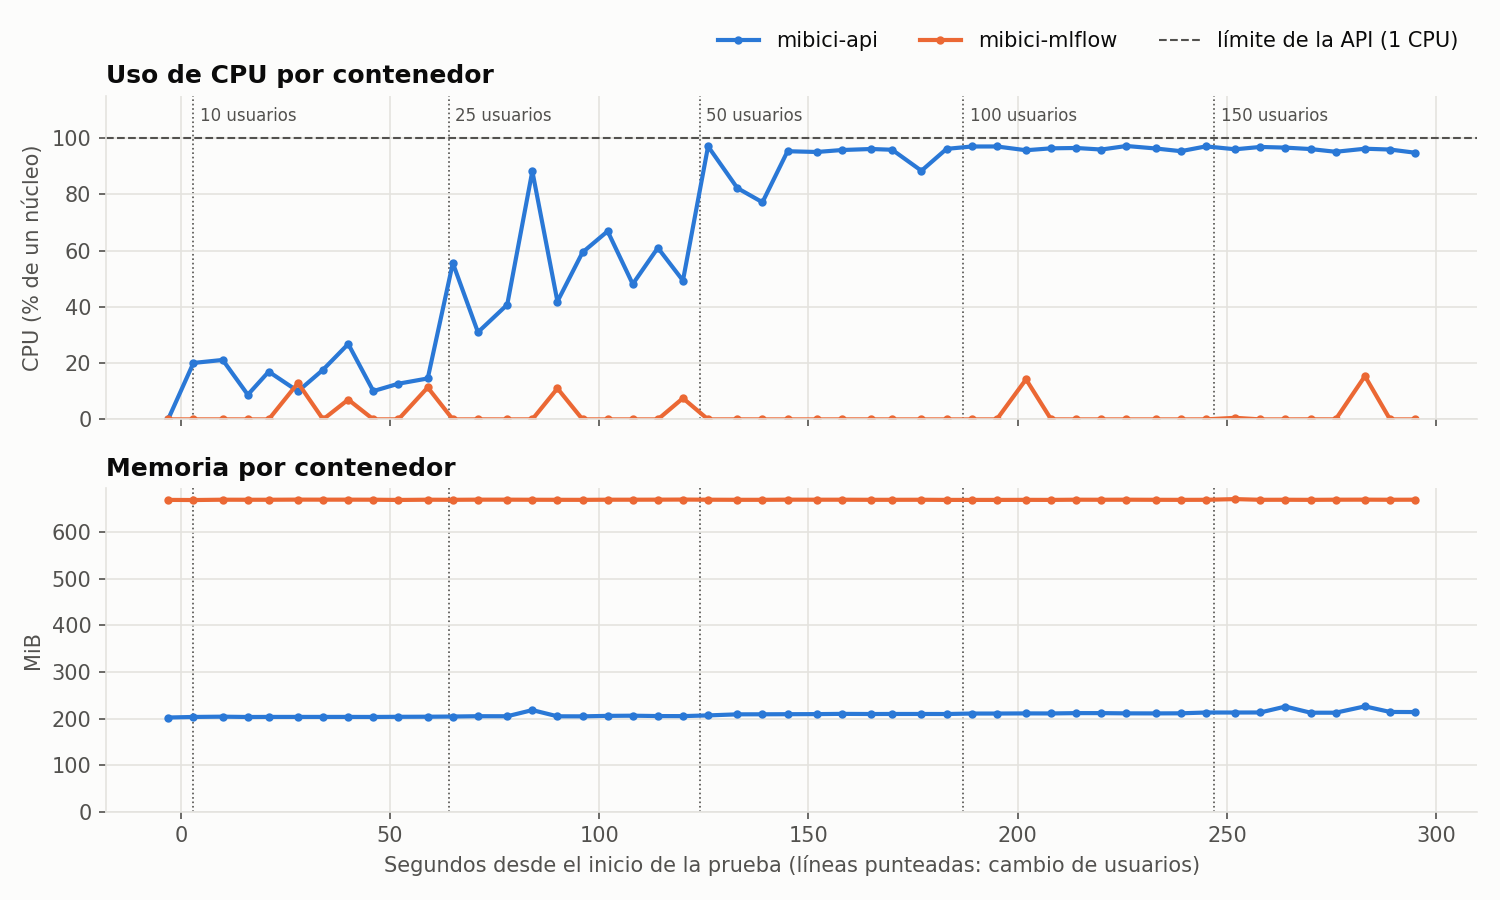 mibici-api mibici-mlflow límite de la API (1 CPU)
Uso de CPU por contenedor
10 usuarios 25 usuarios 50 usuarios 100 usuarios 150 usuarios
CPU (% de un núcleo)
100
80
60
40
20
0
Memoria por contenedor
MiB
600
500
400
300
200
100
0
0 50 100 150 200 250 300
Segundos desde el inicio de la prueba (líneas punteadas: cambio de usuarios)